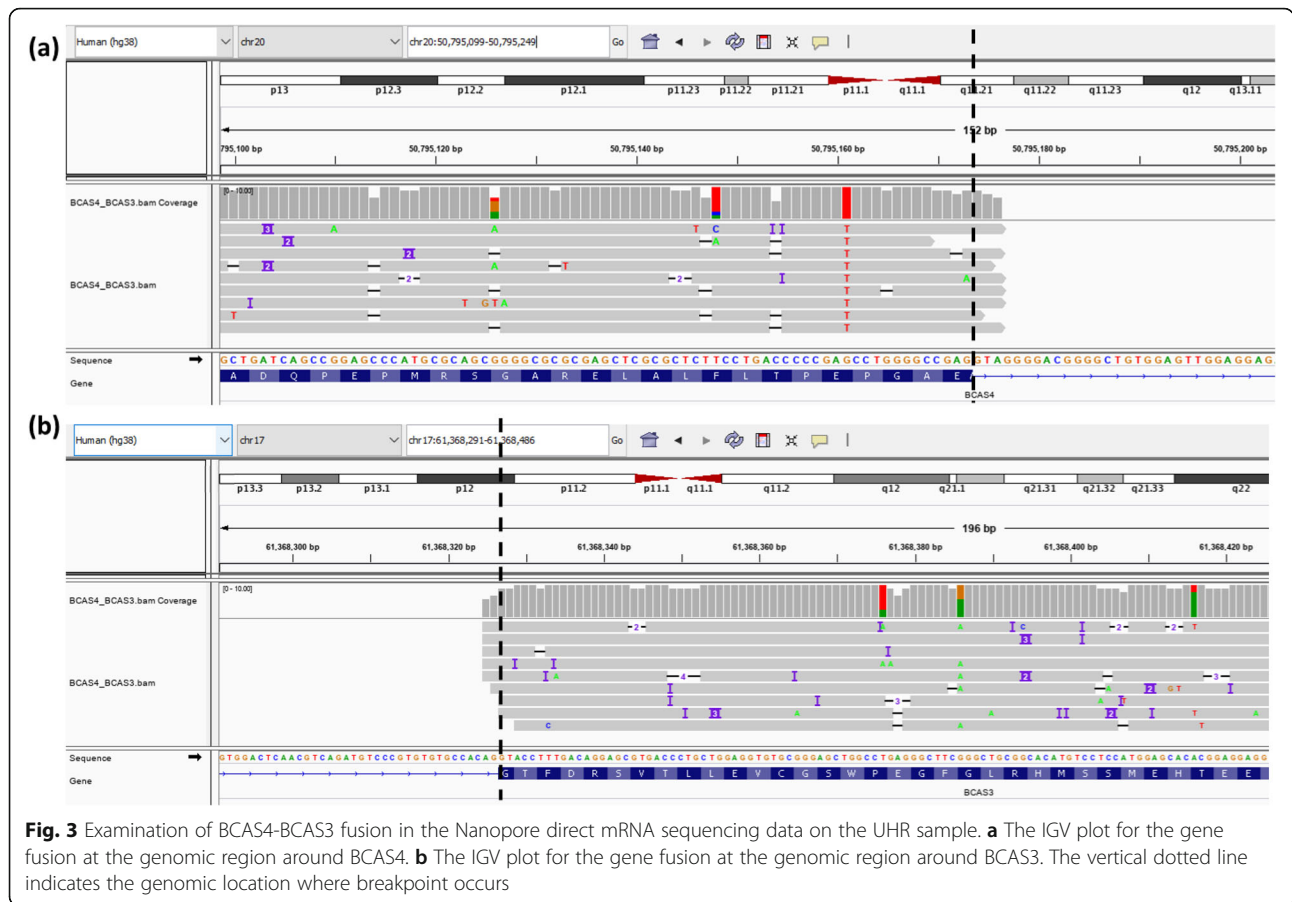 (a)
Human (hg38) chr20 chr20:50,795,099-50,795,249 Go
p13 p12.3 p12.2 p12.1 p11.23 p11.22 p11.21 p11.1 q11.1 q11.21 q11.22 q11.23 q12 q13.11
152 bp
50,795,100 bp 50,795,120 bp 50,795,140 bp 50,795,160 bp 50,795,180 bp 50,795,200 bp
BCAS4_BCAS3.bam Coverage [0 - 10.00]
3 A A T C I I T
2 A T
2 T
2 A T T
2 2 I T A
T
I T G T A T
T T
T
BCAS4_BCAS3.bam
Sequence GCTGATCAGCCGGAGCCCATGCGCAGCGGGGCGCGCGAGCTCGCGCTCTTCCTGACCCCCGAGCCTGGGGCCGAGGTAGGGGACGGGGCTGTGGAGTTGGAGGAG
Gene A D Q P E P M R S G A R E L A L F L T P E P G A E
BCAS4
(b)
Human (hg38) chr17 chr17:61,368,291-61,368,486 Go
p13.3 p13.2 p13.1 p12 p11.2 p11.1 q11.1 q11.2 q12 q21.1 q21.31 q21.32 q21.33 q22
196 bp
61,368,300 bp 61,368,320 bp 61,368,340 bp 61,368,360 bp 61,368,380 bp 61,368,400 bp 61,368,420 bp
BCAS4_BCAS3.bam Coverage [0 - 10.00]
BCAS4_BCAS3.bam
Sequence GTGGACTCAACGTCAGATGTCCCGTGTGTGCCACAGGTACCTTTGACAGGAGCGTGACCCTGCTGGAGGTGTGCGGGAGCTGGCCTGAGGGCTTCGGGCTGCGGCACATGTCCTCCATGGAGCACACGGAGGAGG
Gene G T F D R S V T L L E V C G S W P E G F G L R H M S S M E H T E E
BCAS3
Fig. 3 Examination of BCAS4-BCAS3 fusion in the Nanopore direct mRNA sequencing data on the UHR sample. a The IGV plot for the gene
fusion at the genomic region around BCAS4. b The IGV plot for the gene fusion at the genomic region around BCAS3. The vertical dotted line
indicates the genomic location where breakpoint occurs